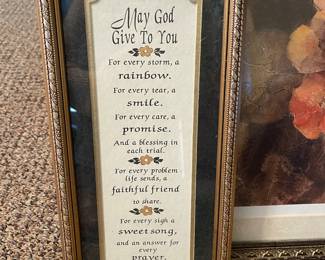 May God
Give To You
For every storm, a
rainbow.
For every tear, a
smile.
For every care, a
promise.
And a blessing in
each trial.
For every problem
life sends, a
faithful friend
to share.
For every sigh a
sweet song,
and an answer for
every
prayer.